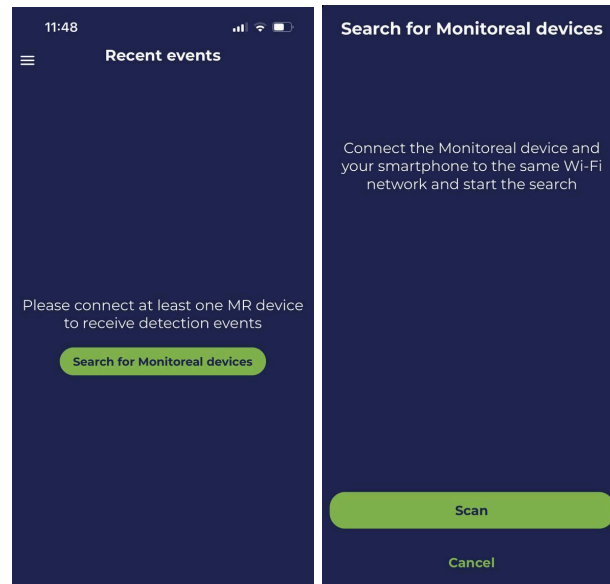 11:48
Recent events
Please connect at least one MR device
to receive detection events
Search for Monitoreal devices
Search for Monitoreal devices
Connect the Monitoreal device and
your smartphone to the same Wi-Fi
network and start the search
Scan
Cancel